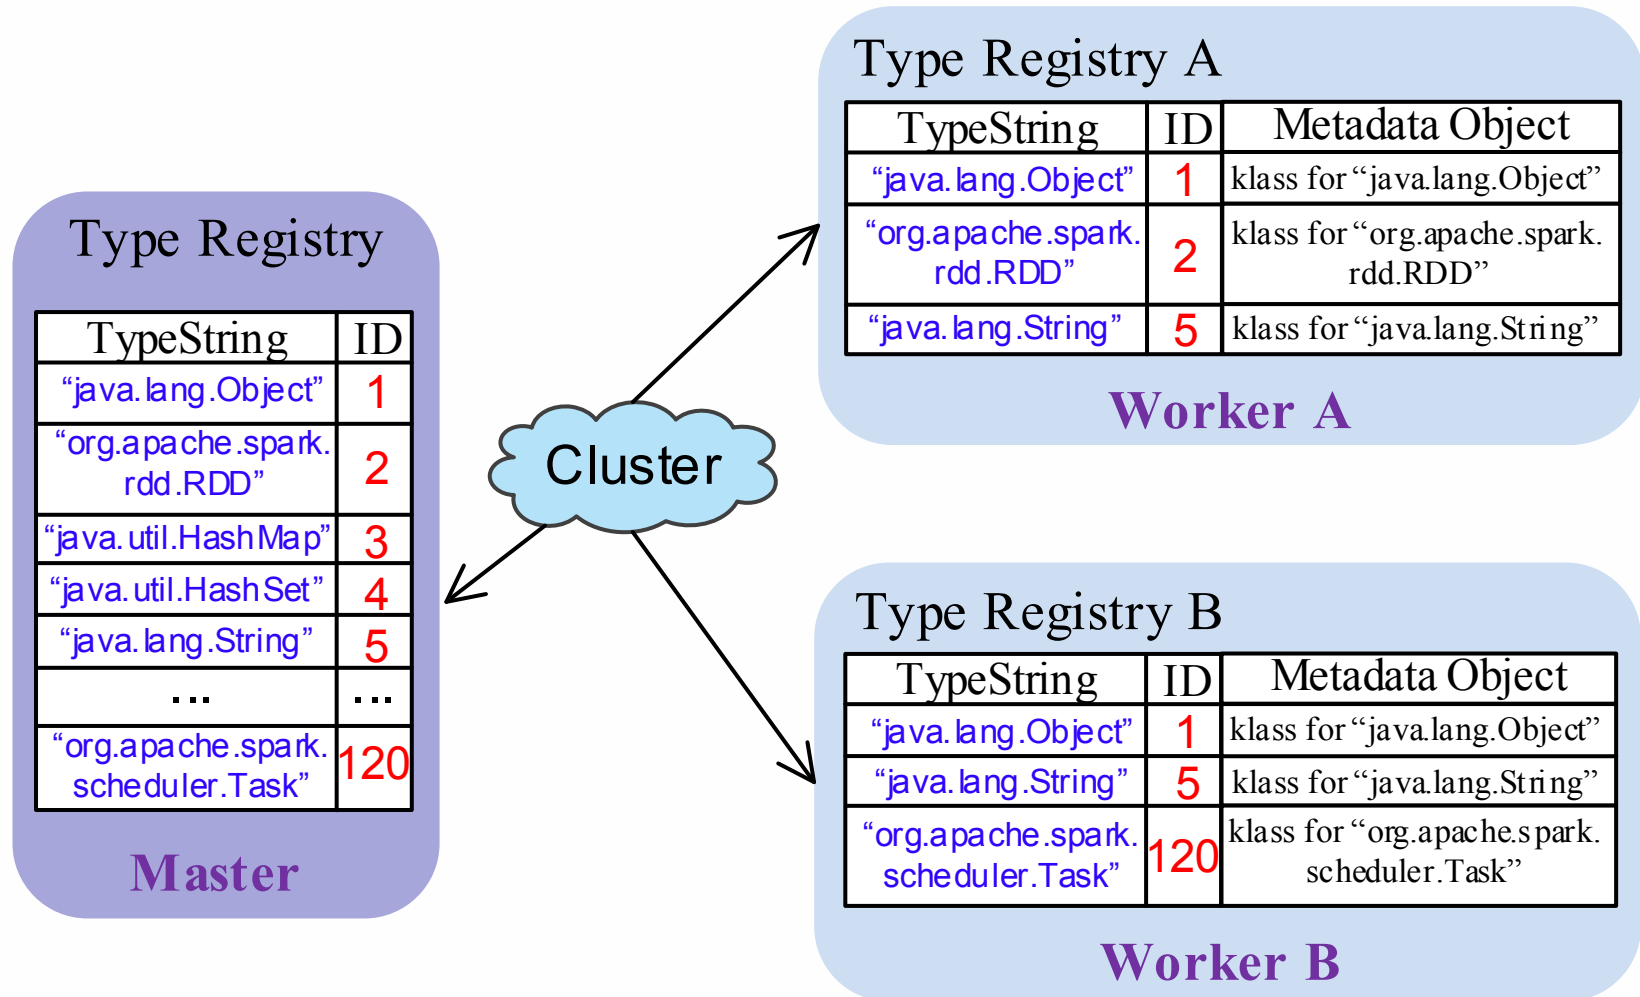 Type Registry
TypeString ID
“java.lang.Object” 1
“org.apache.spark.
rdd.RDD” 2
“java.util.HashMap” 3
“java.util.HashSet” 4
“java.lang.String” 5
... ...
“org.apache.spark.
scheduler.Task” 120
Master
Cluster
Type Registry A
TypeString ID Metadata Object
“java.lang.Object” 1 klass for “java.lang.Object”
“org.apache.spark. klass for “org.apache.spark.
rdd.RDD” 2 rdd.RDD”
“java.lang.String” 5 klass for “java.lang.String”
Worker A
Type Registry B
TypeString ID Metadata Object
“java.lang.Object” 1 klass for “java.lang.Object”
“java.lang.String” 5 klass for “java.lang.String”
“org.apache.spark. klass for “org.apache.spark.
scheduler.Task” 120 scheduler.Task”
Worker B